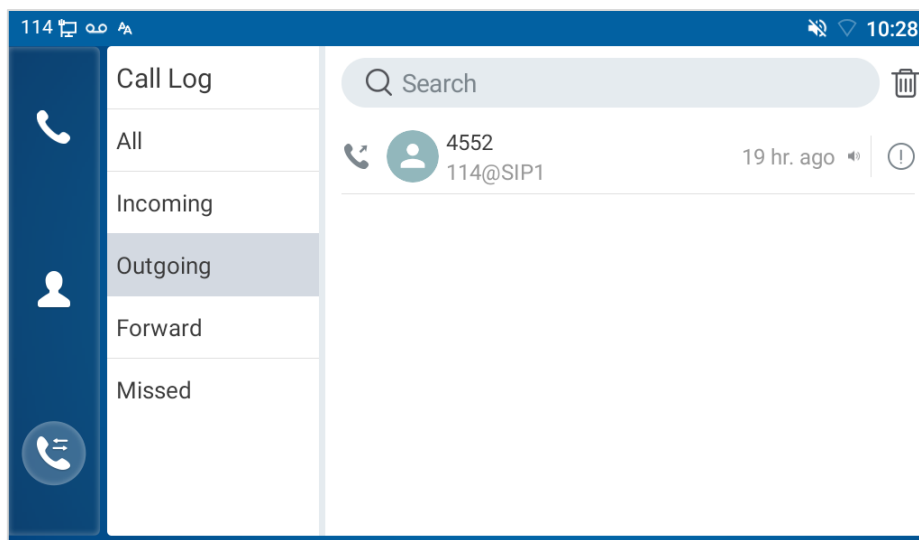 114 10:28
Call Log
All
Incoming
Outgoing
Forward
Missed
Search
4552
114@SIP1
19 hr. ago